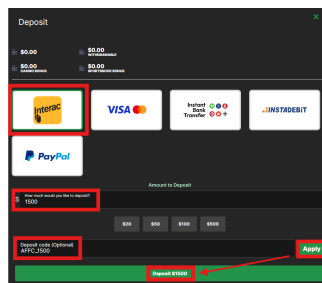 Deposit
×
$0.00
$0.00
WITHDRAWABLE
$0.00
CASINO BONUS
$0.00
SPORTSBOOK BONUS
Interac
VISA
Instant
Bank
Transfer
INSTADEBIT
PayPal
Amount to Deposit
How much would you like to deposit?
$ 1500
$20 $50 $100 $500
Deposit code (Optional)
AFFC_1500
Apply
Deposit $1500